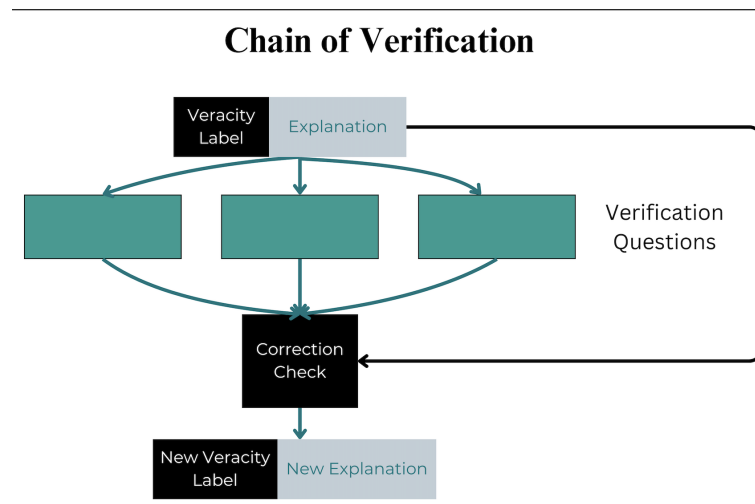 Chain of Verification
Veracity
Label
Explanation
Verification
Questions
Correction
Check
New Veracity
Label
New Explanation